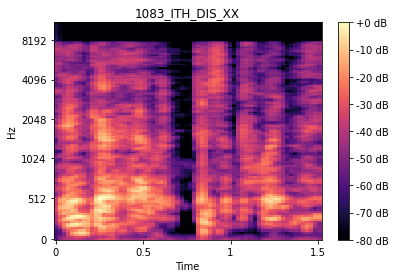 1083_ITH_DIS_XX
8192
4096
2048
1024
512
0
Hz
0
0.5
1
1.5
Time
+0 dB
-10 dB
-20 dB
-30 dB
-40 dB
-50 dB
-60 dB
-70 dB
-80 dB